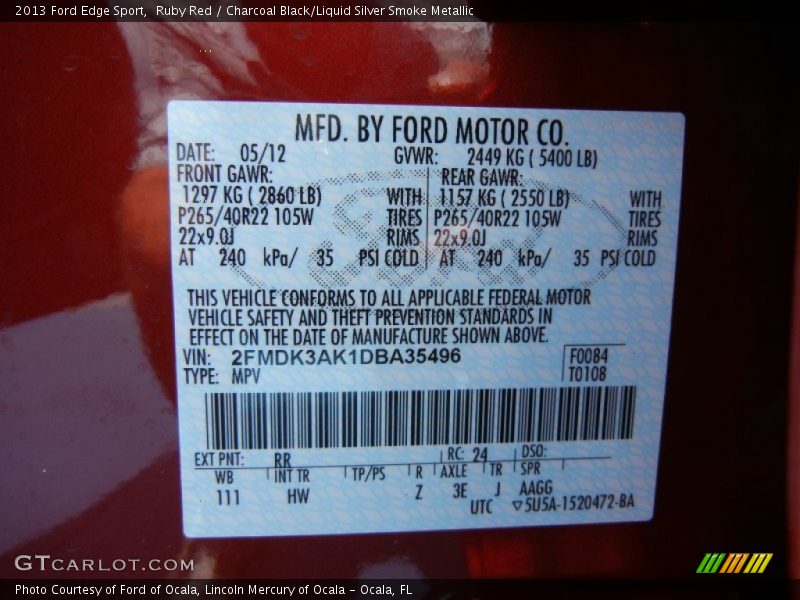 2013 Ford Edge Sport,  Ruby Red / Charcoal Black/Liquid Silver Smoke Metallic
MFD. BY FORD MOTOR CO.
DATE: 05/12 GVWR: 2449 KG ( 5400 LB)
FRONT GAWR: REAR GAWR:
1297 KG ( 2860 LB) WITH 1157 KG ( 2550 LB) WITH
P265/40R22 105W TIRES P265/40R22 105W TIRES
22x9.0J RIMS 22x9.0J RIMS
AT 240 kPa/ 35 PSI COLD AT 240 kPa/ 35 PSI COLD
THIS VEHICLE CONFORMS TO ALL APPLICABLE FEDERAL MOTOR
VEHICLE SAFETY AND THEFT PREVENTION STANDARDS IN
EFFECT ON THE DATE OF MANUFACTURE SHOWN ABOVE.
VIN: 2FMDK3AK1DBA35496 F0084
TYPE: MPV T0108
EXT PNT: RR RC: 24 DSO:
WB INT TR TP/PS R AXLE TR SPR
111 HW Z 3E J AAGG
UTC ▽5U5A-1520472-BA
GTCARLOT.COM
Photo Courtesy of Ford of Ocala, Lincoln Mercury of Ocala – Ocala, FL